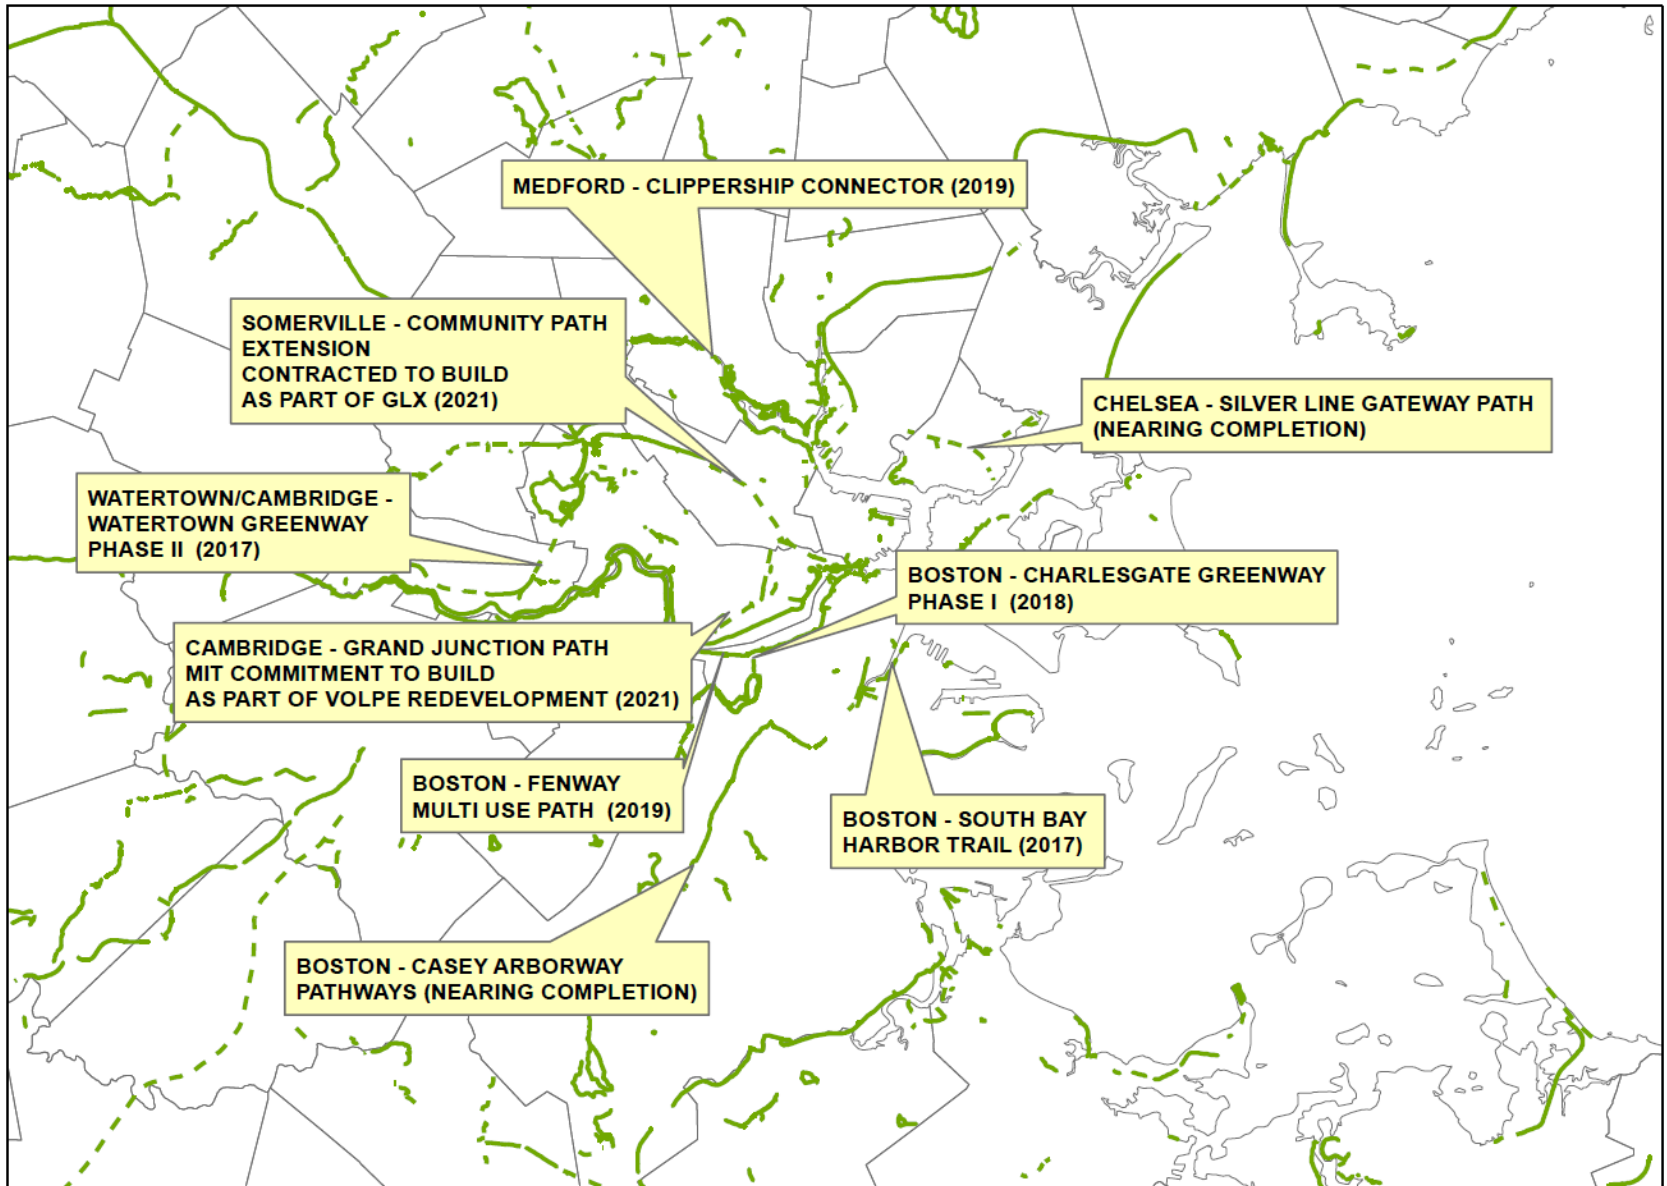 MEDFORD - CLIPPERSHIP CONNECTOR (2019)
SOMERVILLE - COMMUNITY PATH
EXTENSION
CONTRACTED TO BUILD
AS PART OF GLX (2021)
CHELSEA - SILVER LINE GATEWAY PATH
(NEARING COMPLETION)
WATERTOWN/CAMBRIDGE -
WATERTOWN GREENWAY
PHASE II (2017)
BOSTON - CHARLESGATE GREENWAY
PHASE I (2018)
CAMBRIDGE - GRAND JUNCTION PATH
MIT COMMITMENT TO BUILD
AS PART OF VOLPE REDEVELOPMENT (2021)
BOSTON - FENWAY
MULTI USE PATH (2019)
BOSTON - SOUTH BAY
HARBOR TRAIL (2017)
BOSTON - CASEY ARBORWAY
PATHWAYS (NEARING COMPLETION)